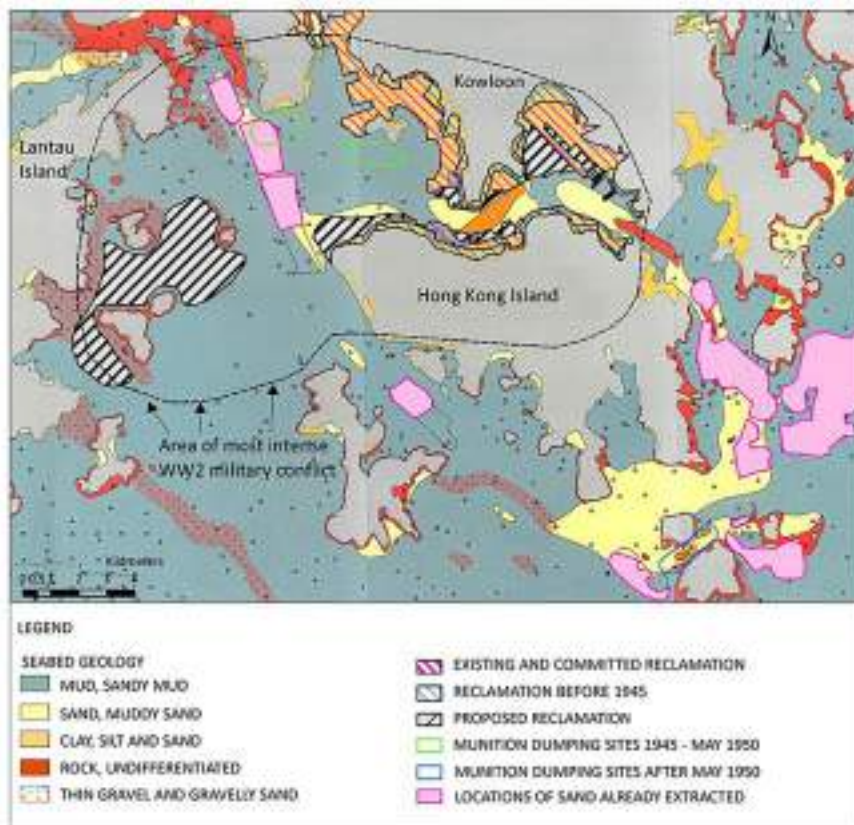 N
Kowloon
Lantau
Island
Hong Kong Island
Area of most intense
WW2 military conflict
Kilometers
LEGEND
SEABED GEOLOGY
MUD, SANDY MUD
SAND, MUDDY SAND
CLAY, SILT AND SAND
ROCK, UNDIFFERENTIATED
THIN GRAVEL AND GRAVELLY SAND
EXISTING AND COMMITTED RECLAMATION
RECLAMATION BEFORE 1945
PROPOSED RECLAMATION
MUNITION DUMPING SITES 1945 - MAY 1950
MUNITION DUMPING SITES AFTER MAY 1950
LOCATIONS OF SAND ALREADY EXTRACTED